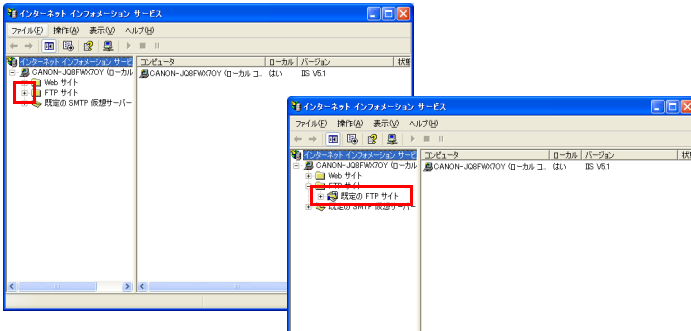 インターネット インフォメーション サービス
ファイル(F) 操作(A) 表示(V) ヘルプ(H)
インターネット インフォメーション サービ
CANON-JQ8FWX7OY (ローカル
Web サイト
FTP サイト
既定の SMTP 仮想サーバー
コンピュータ ローカル バージョン 状態
CANON-JQ8FWX7OY (ローカル コ... はい IIS V5.1
インターネット インフォメーション サービス
ファイル(F) 操作(A) 表示(V) ヘルプ(H)
インターネット インフォメーション サービ
CANON-JQ8FWX7OY (ローカル
Web サイト
FTP サイト
既定の FTP サイト
既定の SMTP 仮想サーバー
コンピュータ ローカル バージョン 状
CANON-JQ8FWX7OY (ローカル コ... はい IIS V5.1